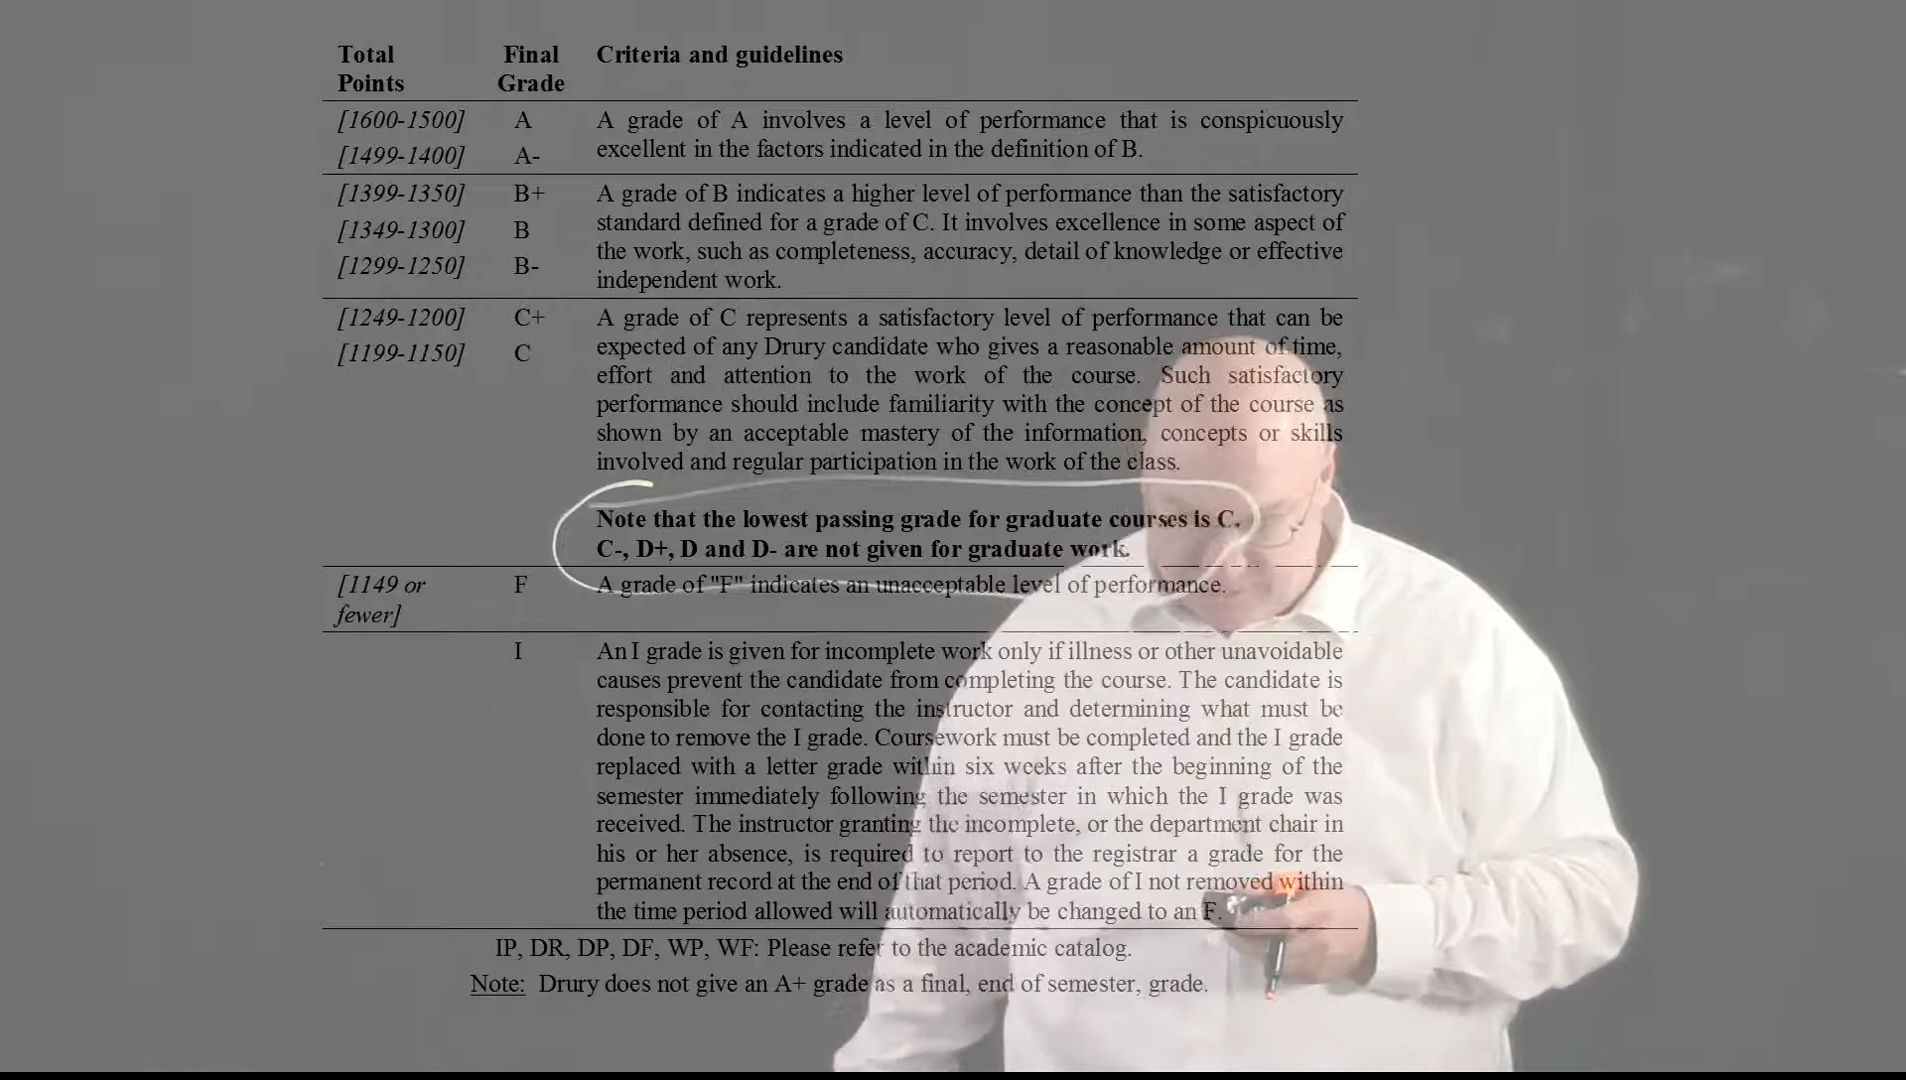 Total Points Final Grade Criteria and guidelines
[1600-1500] A A grade of A involves a level of performance that is conspicuously
[1499-1400] A- excellent in the factors indicated in the definition of B.
[1399-1350] B+ A grade of B indicates a higher level of performance than the satisfactory
[1349-1300] B standard defined for a grade of C. It involves excellence in some aspect of
[1299-1250] B- the work, such as completeness, accuracy, detail of knowledge or effective
independent work.
[1249-1200] C+ A grade of C represents a satisfactory level of performance that can be
[1199-1150] C expected of any Drury candidate who gives a reasonable amount of time,
effort and attention to the work of the course. Such satisfactory
performance should include familiarity with the concept of the course as
shown by an acceptable mastery of the information, concepts or skills
involved and regular participation in the work of the class.
Note that the lowest passing grade for graduate courses is C.
C-, D+, D and D- are not given for graduate work.
[1149 or fewer] F A grade of "F" indicates an unacceptable level of performance.
I An I grade is given for incomplete work only if illness or other unavoidable
causes prevent the candidate from completing the course. The candidate is
responsible for contacting the instructor and determining what must be
done to remove the I grade. Coursework must be completed and the I grade
replaced with a letter grade within six weeks after the beginning of the
semester immediately following the semester in which the I grade was
received. The instructor granting the incomplete, or the department chair in
his or her absence, is required to report to the registrar a grade for the
permanent record at the end of that period. A grade of I not removed within
the time period allowed will automatically be changed to an F.
IP, DR, DP, DF, WP, WF: Please refer to the academic catalog.
Note: Drury does not give an A+ grade as a final, end of semester, grade.